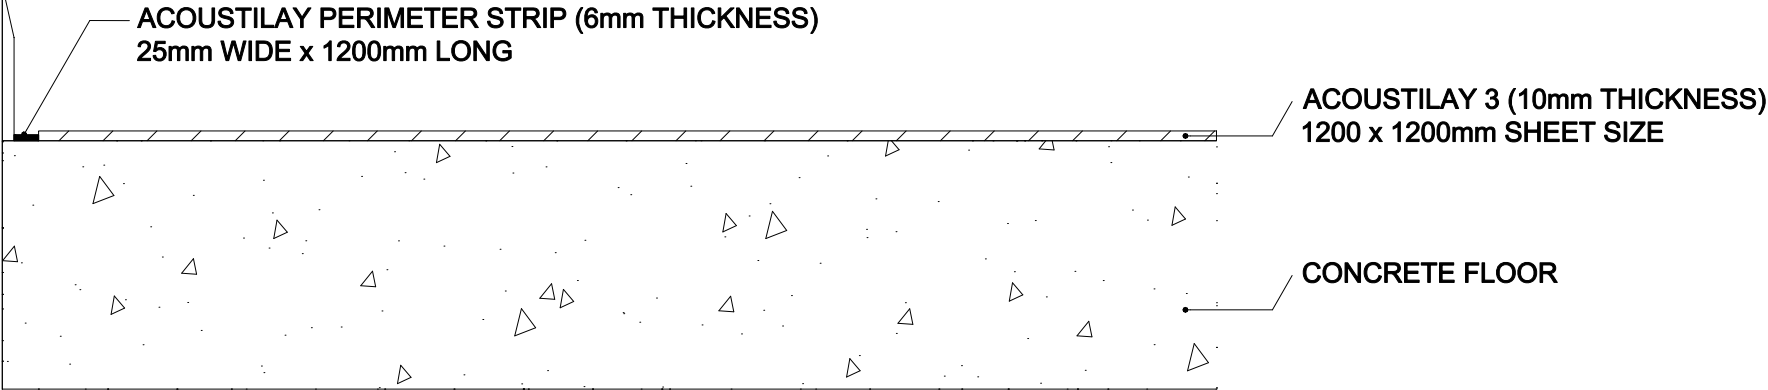 ACOUSTILAY PERIMETER STRIP (6mm THICKNESS)
25mm WIDE x 1200mm LONG
ACOUSTILAY 3 (10mm THICKNESS)
1200 x 1200mm SHEET SIZE
CONCRETE FLOOR